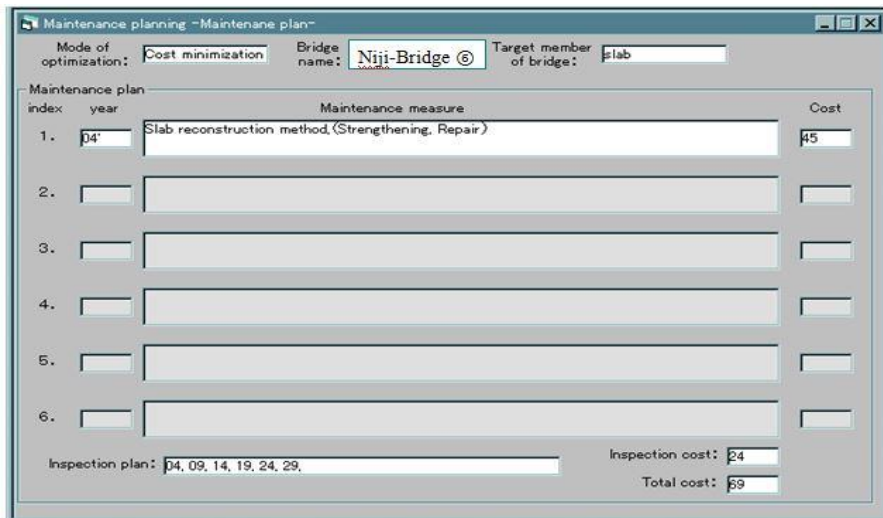 Maintenance planning -Maintenane plan-
Mode of optimization: Cost minimization Bridge name: Niji-Bridge ⑥ Target member of bridge: slab
Maintenance plan
index year Maintenance measure Cost
1. 04' Slab reconstruction method,(Strengthening, Repair) 45
2.
3.
4.
5.
6.
Inspection plan: 04, 09, 14, 19, 24, 29, Inspection cost: 24
Total cost: 69